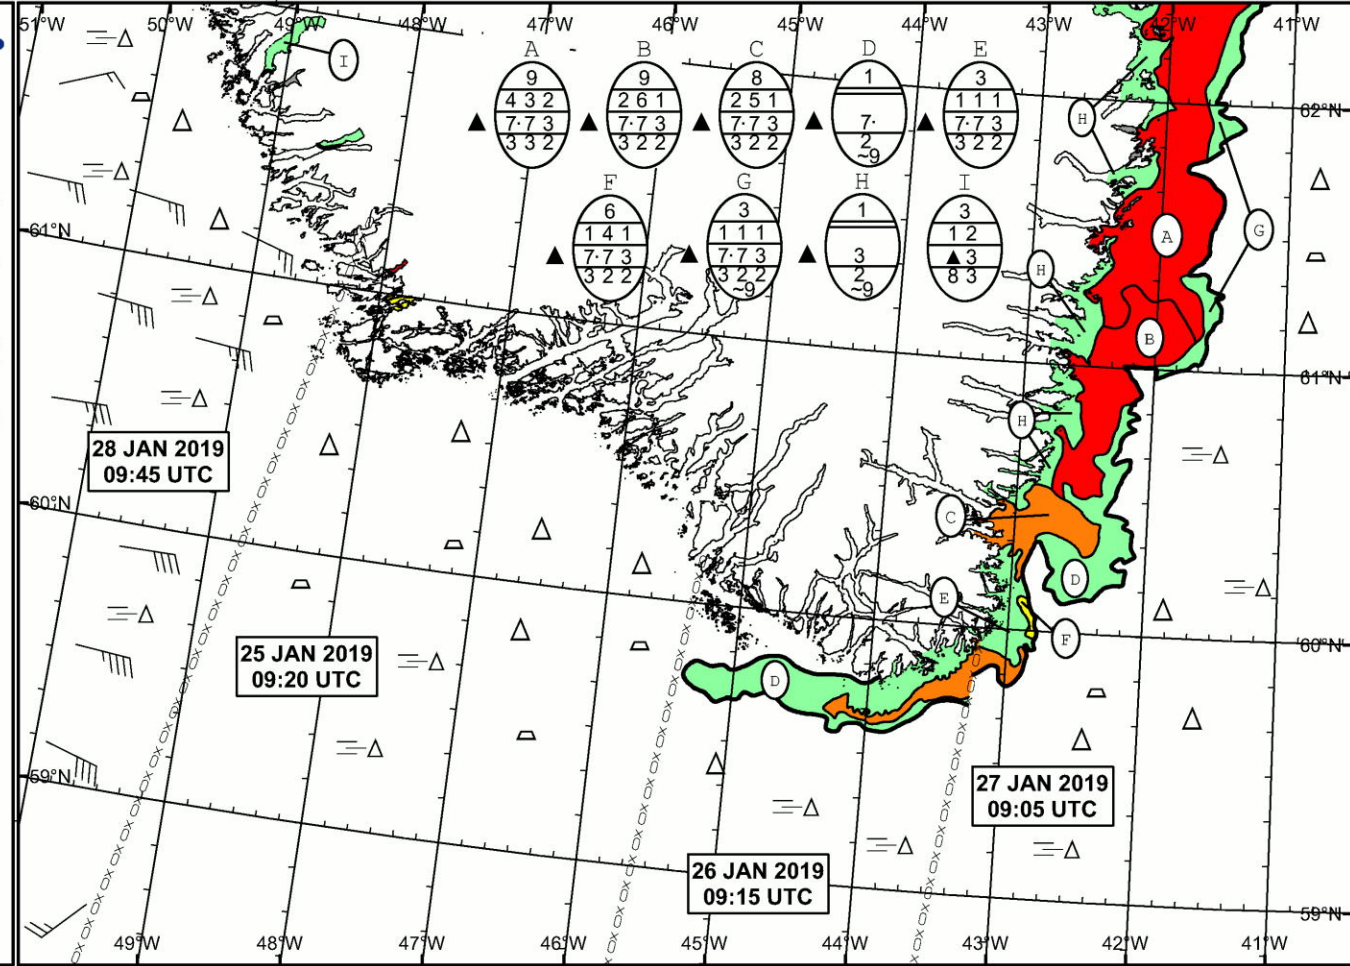 51°W 50°W 49°W 48°W 47°W 46°W 45°W 44°W 43°W 42°W 41°W
I
A B C D E
9 9 8 1 3
4 3 2 2 6 1 2 5 1 1 1 1
7·7 3 7·7 3 7·7 3 7· 7·7 3
3 3 2 3 2 2 3 2 2 2 3 2 2
~9
62°N
H
F G H I
6 3 1 3
1 4 1 1 1 1 1 2
7·7 3 7·7 3 3 ▲ 3
3 2 2 3 2 2 2 8 3
~9 ~9
61°N
A
G
H
B
61°N
H
28 JAN 2019
09:45 UTC
60°N
C
D
E
F
60°N
25 JAN 2019
09:20 UTC
D
59°N
27 JAN 2019
09:05 UTC
26 JAN 2019
09:15 UTC
59°N
49°W 48°W 47°W 46°W 45°W 44°W 43°W 42°W 41°W